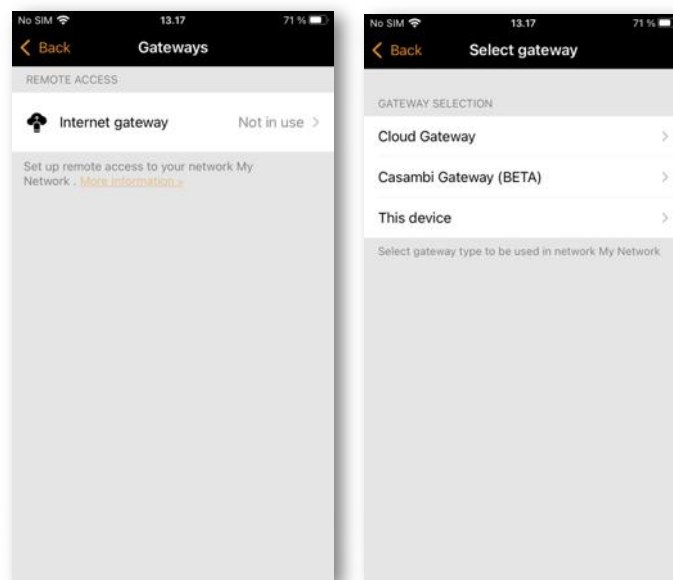 No SIM 13.17 71 %
Back Gateways
REMOTE ACCESS
Internet gateway Not in use
Set up remote access to your network My
Network . More information >
No SIM 13.17 71 %
Back Select gateway
GATEWAY SELECTION
Cloud Gateway
Casambi Gateway (BETA)
This device
Select gateway type to be used in network My Network